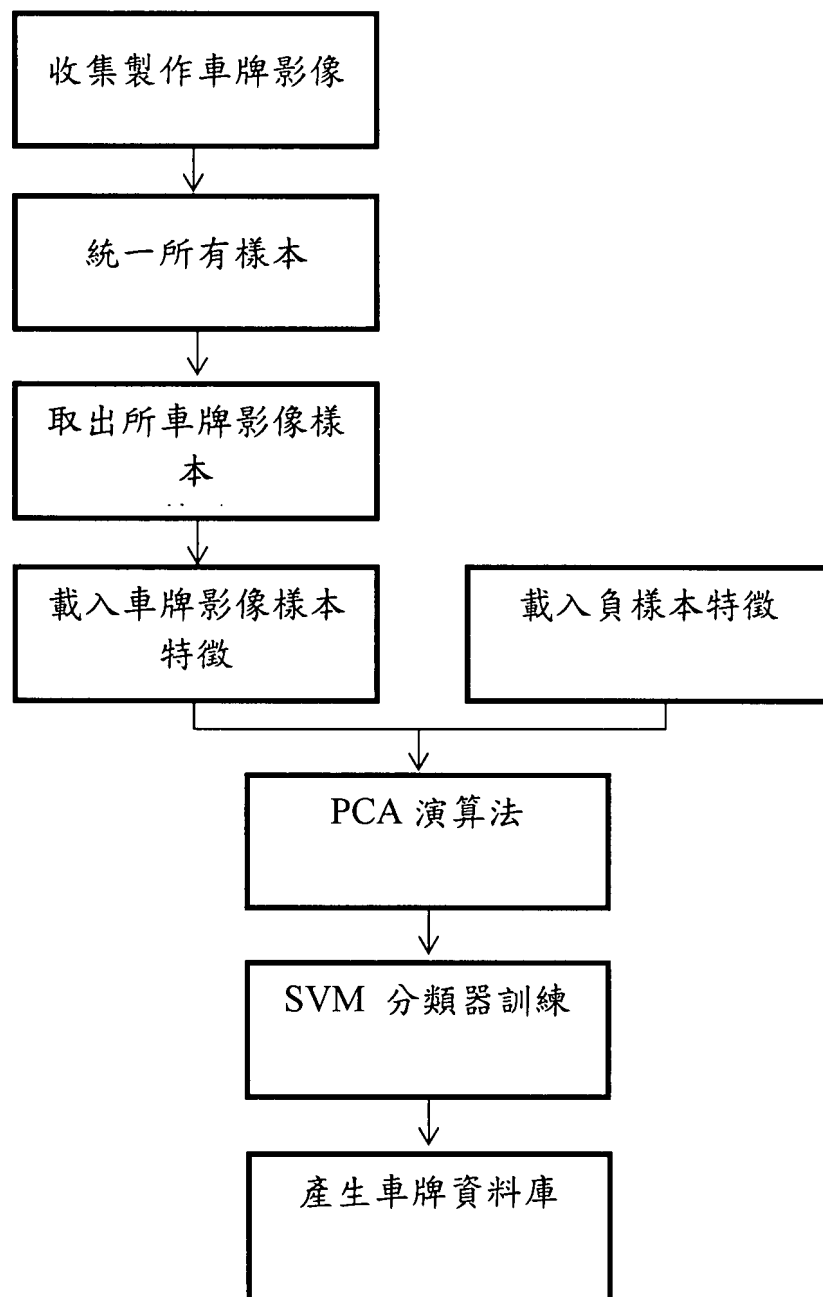 收集製作車牌影像
統一所有樣本
取出所車牌影像樣
本
載入車牌影像樣本
特徵
載入負樣本特徵
PCA 演算法
SVM 分類器訓練
產生車牌資料庫